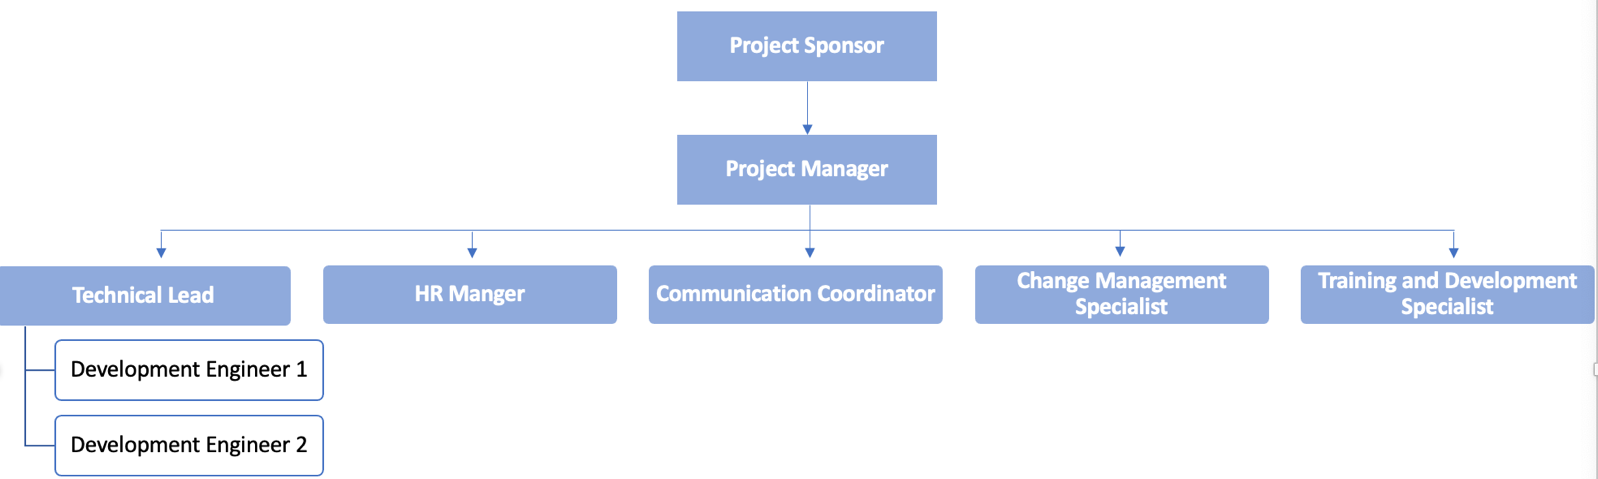 Project Sponsor
Project Manager
Technical Lead
HR Manger
Communication Coordinator
Change Management
Specialist
Training and Development
Specialist
Development Engineer 1
Development Engineer 2